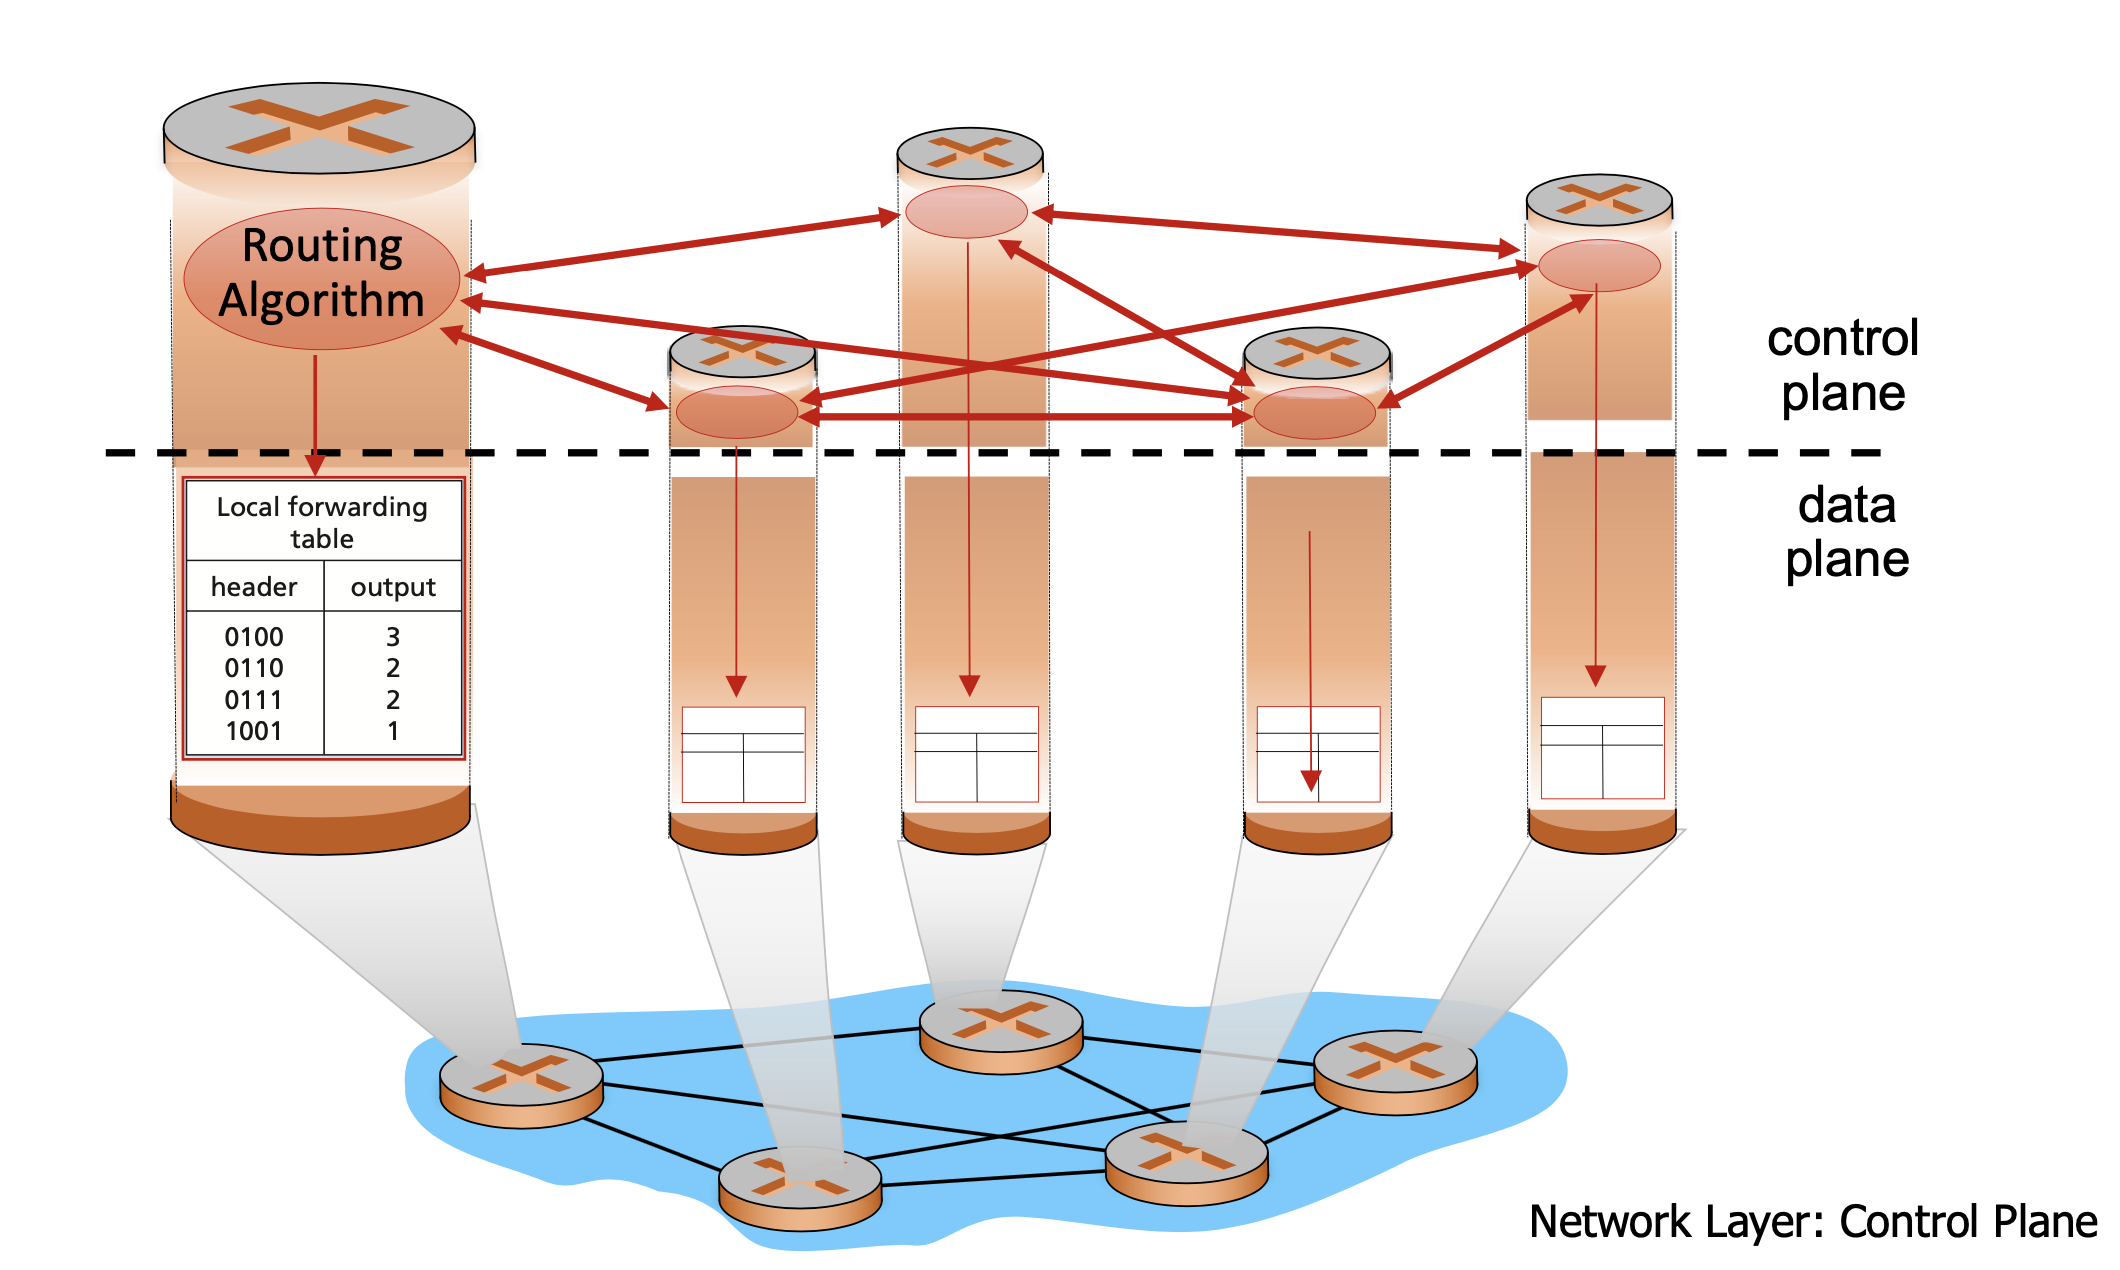 Routing
Algorithm
control
plane
data
plane
Local forwarding
table
header output
0100 3
0110 2
0111 2
1001 1
Network Layer: Control Plane